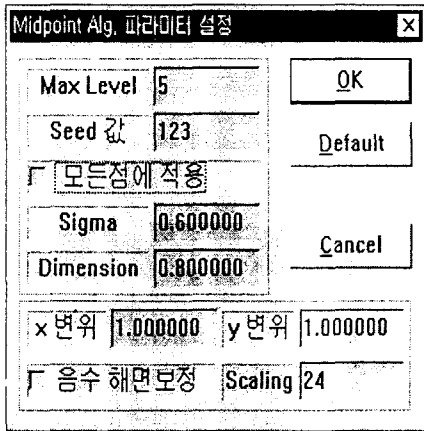 Midpoint Alg. 파라미터 설정
Max Level 5
OK
Seed 값 123
Default
모든점에 적용
Sigma 0.600000
Cancel
Dimension 0.800000
x 변위 1.000000 y 변위 1.000000
음수 해면보정 Scaling 24